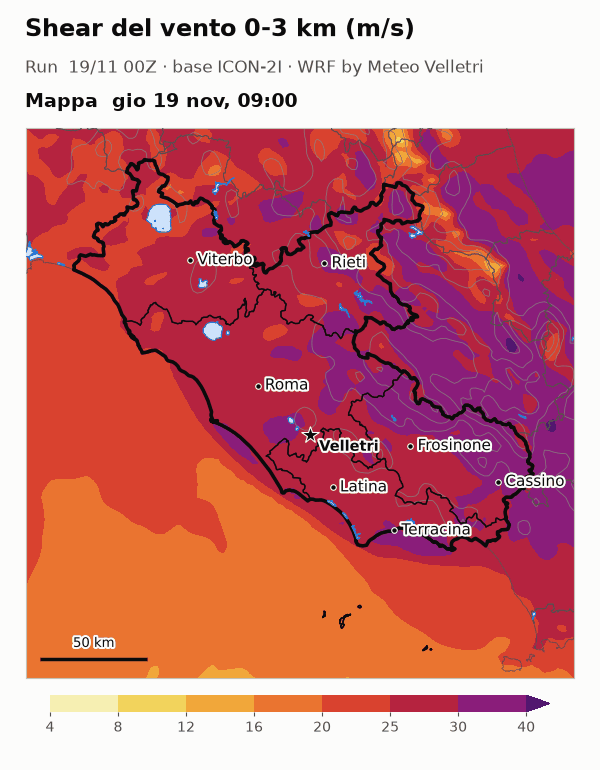 Shear del vento 0-3 km (m/s)
Run  19/11 00Z · base ICON-2I · WRF by Meteo Velletri
Mappa  gio 19 nov, 09:00
Viterbo
Rieti
Roma
Velletri
Frosinone
Cassino
Latina
Terracina
50 km
4 8 12 16 20 25 30 40